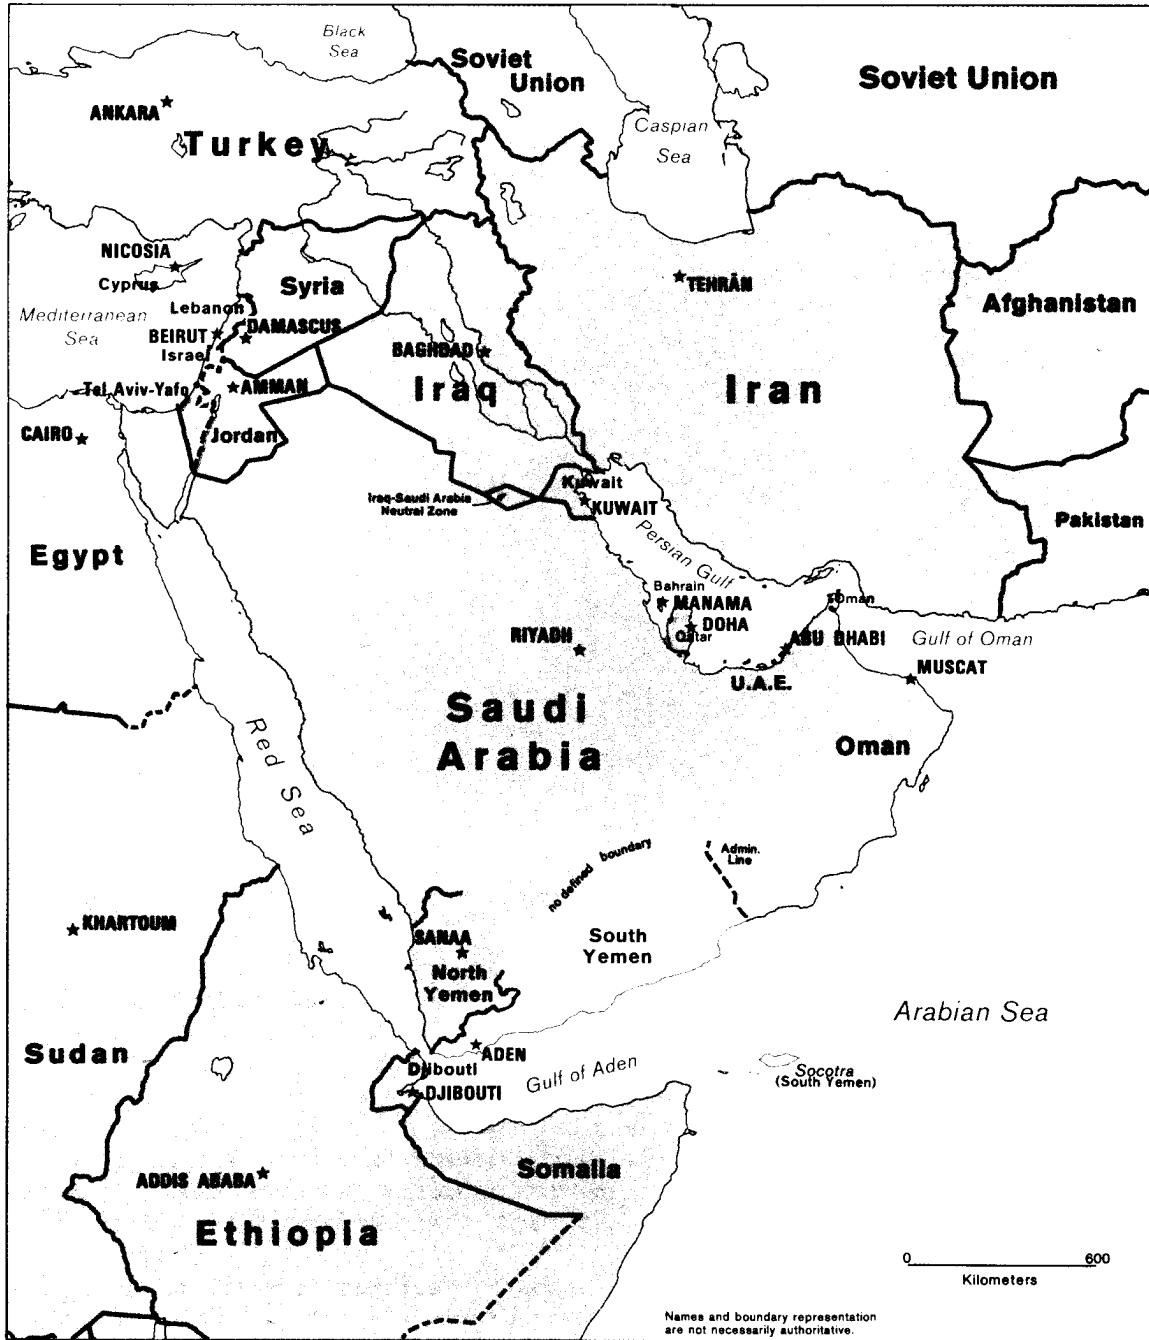 Black
Sea
Soviet
Union
Soviet Union
ANKARA
Turkey
Caspian
Sea
NICOSIA
Cyprus
Syria
TEHRĀN
Afghanistan
Mediterranean
Sea
Lebanon
BEIRUT
DAMASCUS
Israel
BAGHDAD
Iraq
Iran
Tel Aviv-Yafo
AMMAN
CAIRO
Jordan
Kuwait
Iraq-Saudi Arabia
Neutral Zone
KUWAIT
Pakistan
Egypt
Persian Gulf
Bahrain
MANAMA
Oman
DOHA
Qatar
RIYADH
ABU DHABI
Gulf of Oman
MUSCAT
U.A.E.
Saudi
Arabia
Red Sea
Oman
no defined boundary
Admin.
Line
KHARTOUM
SANAA
South
Yemen
North
Yemen
Arabian Sea
Sudan
ADEN
Djibouti
Gulf of Aden
Socotra
(South Yemen)
DJIBOUTI
Somalia
ADDIS ABABA
Ethiopia
0 600
Kilometers
Names and boundary representation
are not necessarily authoritative.